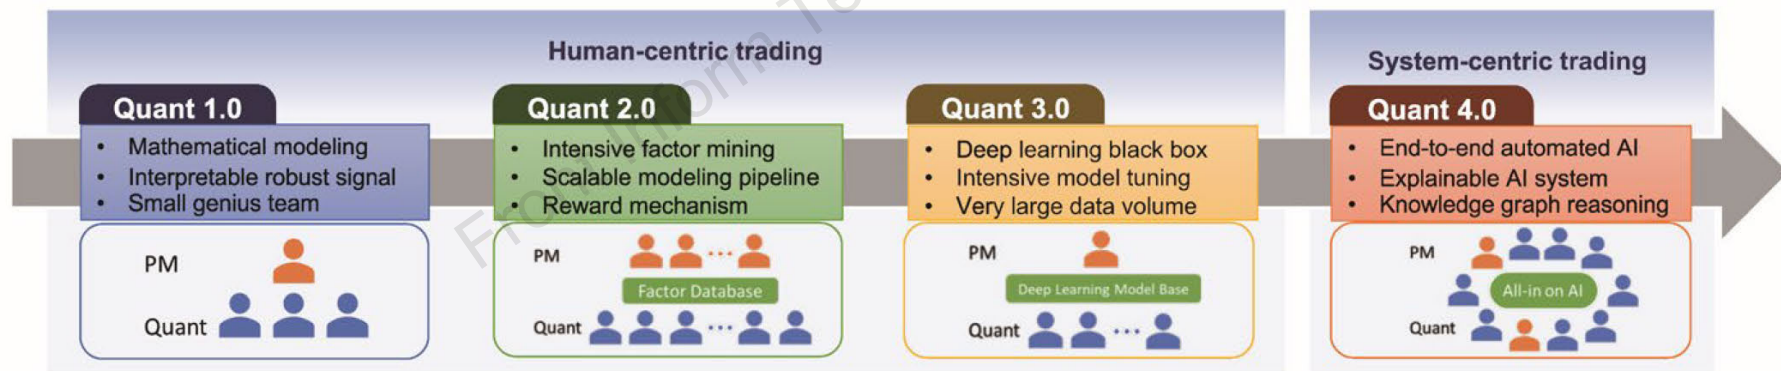 Human-centric trading
System-centric trading
Quant 1.0
• Mathematical modeling
• Interpretable robust signal
• Small genius team
PM
Quant
Quant 2.0
• Intensive factor mining
• Scalable modeling pipeline
• Reward mechanism
PM
...
Factor Database
Quant
...
Quant 3.0
• Deep learning black box
• Intensive model tuning
• Very large data volume
PM
Deep Learning Model Base
Quant
...
Quant 4.0
• End-to-end automated AI
• Explainable AI system
• Knowledge graph reasoning
PM
All-in on AI
Quant
Front Inform